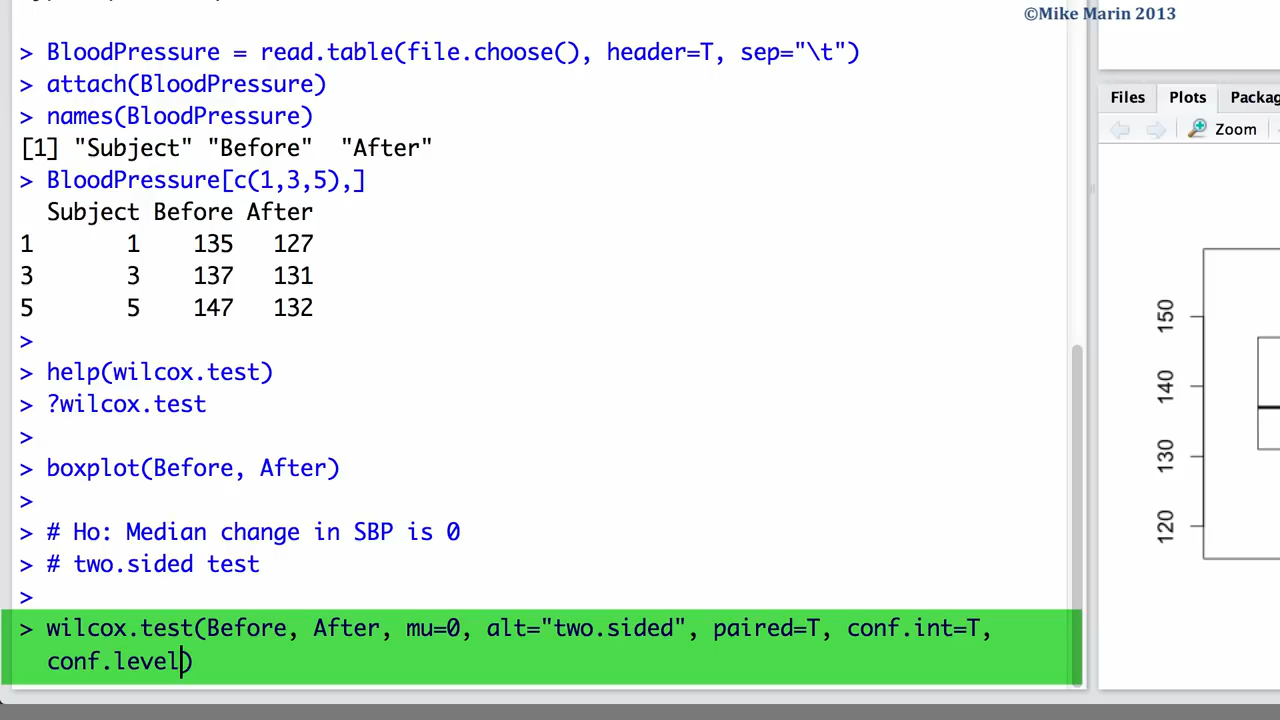 ©Mike Marin 2013
> BloodPressure = read.table(file.choose(), header=T, sep="\t")
> attach(BloodPressure)
> names(BloodPressure)
[1] "Subject" "Before"  "After"
> BloodPressure[c(1,3,5),]
  Subject Before After
1       1    135   127
3       3    137   131
5       5    147   132
>
> help(wilcox.test)
> ?wilcox.test
>
> boxplot(Before, After)
>
> # Ho: Median change in SBP is 0
> # two.sided test
>
> wilcox.test(Before, After, mu=0, alt="two.sided", paired=T, conf.int=T,
  conf.level)
Files Plots Packag
Zoom
150
140
130
120